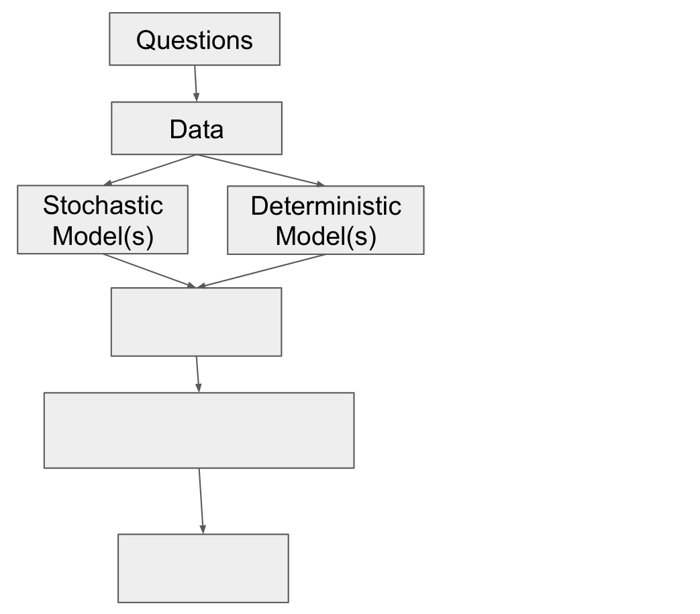 Questions
Data
Stochastic
Model(s)
Deterministic
Model(s)